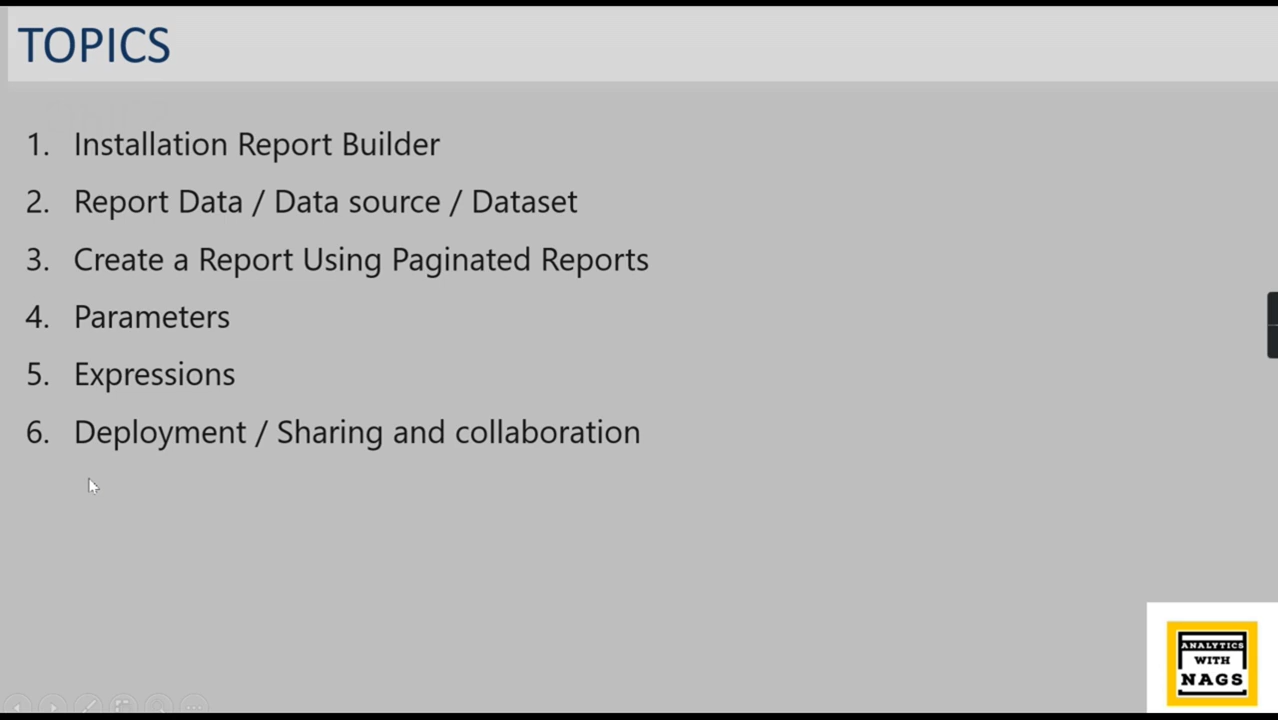 TOPICS
1. Installation Report Builder
2. Report Data / Data source / Dataset
3. Create a Report Using Paginated Reports
4. Parameters
5. Expressions
6. Deployment / Sharing and collaboration
ANALYTICS
WITH
NAGS